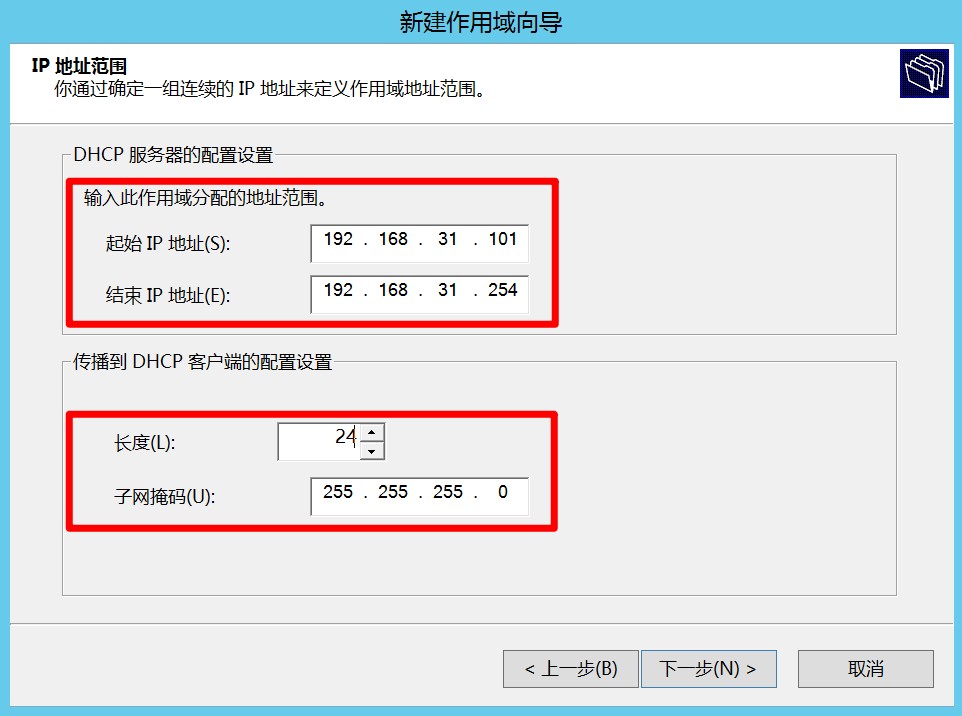 新建作用域向导
IP 地址范围
你通过确定一组连续的 IP 地址来定义作用域地址范围。
DHCP 服务器的配置设置
输入此作用域分配的地址范围。
起始 IP 地址(S): 192 . 168 . 31 . 101
结束 IP 地址(E): 192 . 168 . 31 . 254
传播到 DHCP 客户端的配置设置
长度(L): 24
子网掩码(U): 255 . 255 . 255 . 0
< 上一步(B) 下一步(N) > 取消